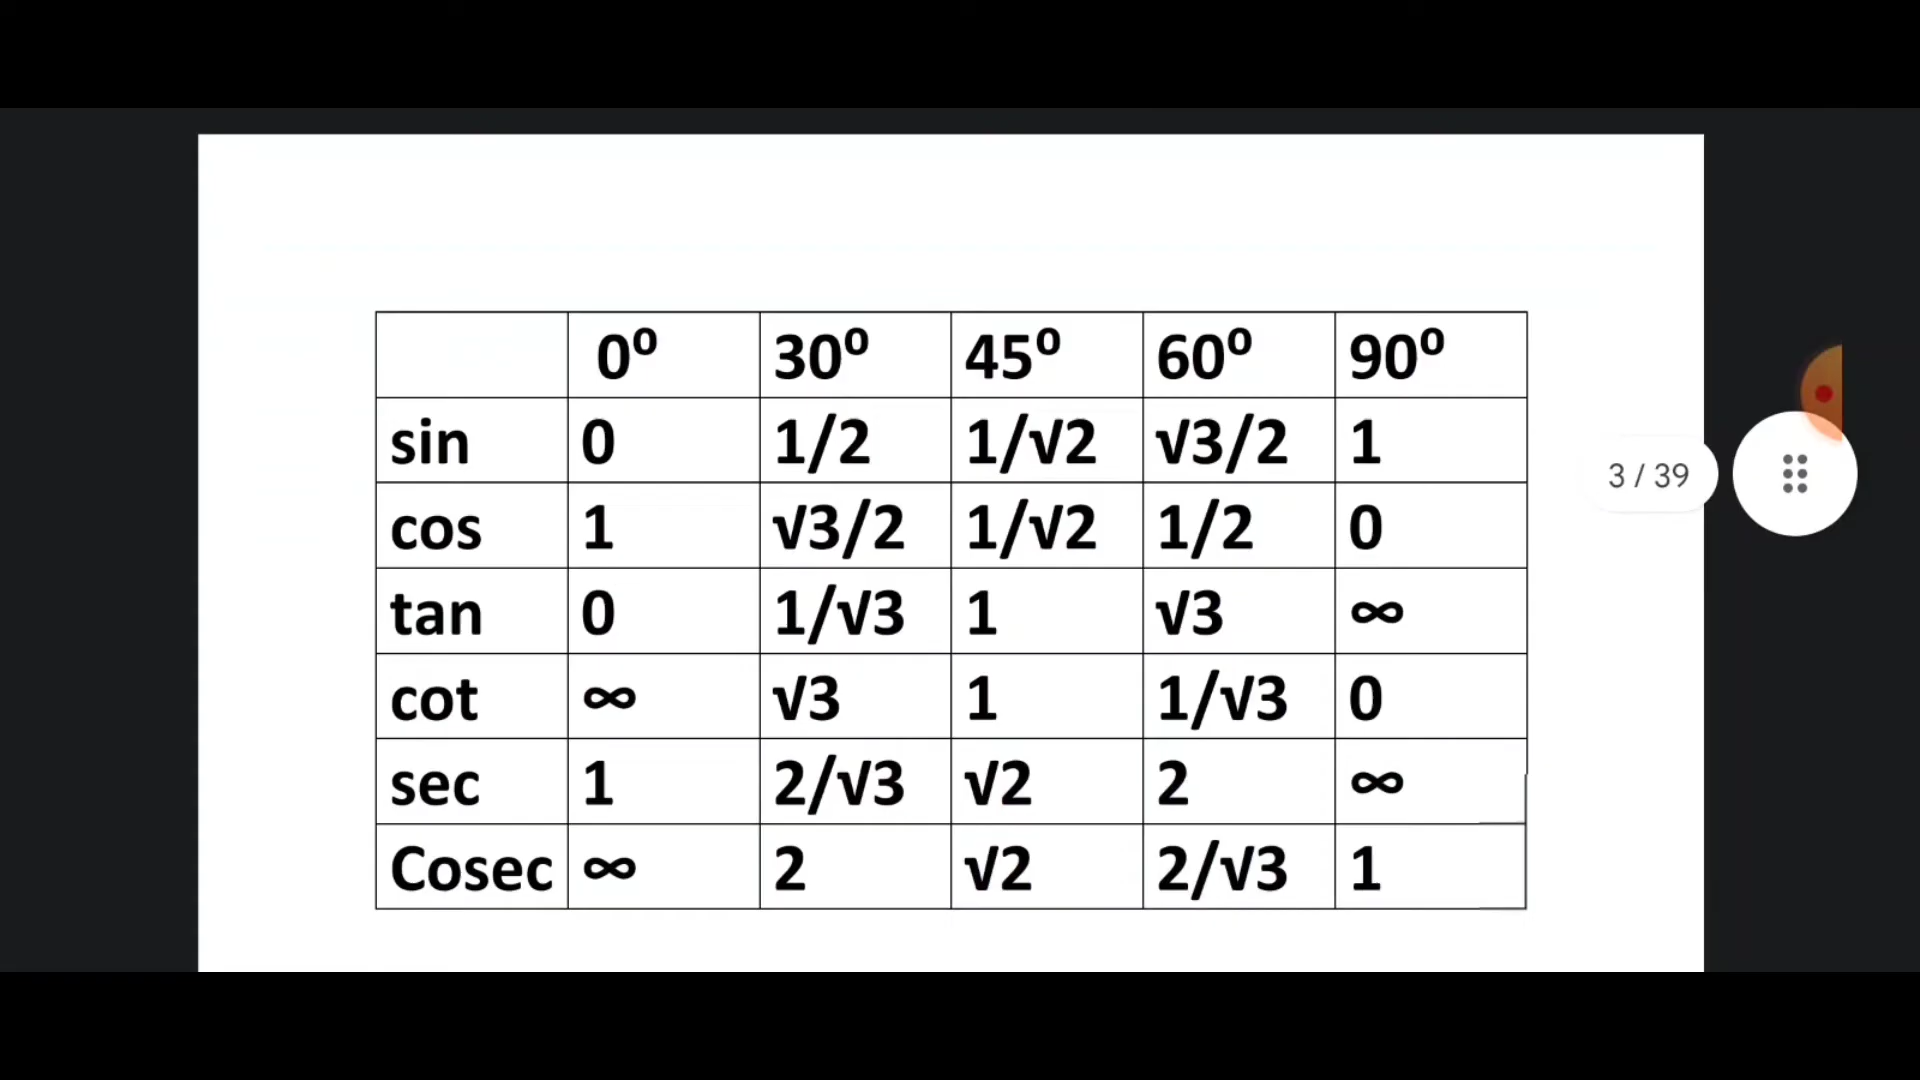 0⁰ 30⁰ 45⁰ 60⁰ 90⁰
sin 0 1/2 1/√2 √3/2 1
cos 1 √3/2 1/√2 1/2 0
tan 0 1/√3 1 √3 ∞
cot ∞ √3 1 1/√3 0
sec 1 2/√3 √2 2 ∞
Cosec ∞ 2 √2 2/√3 1
3 / 39